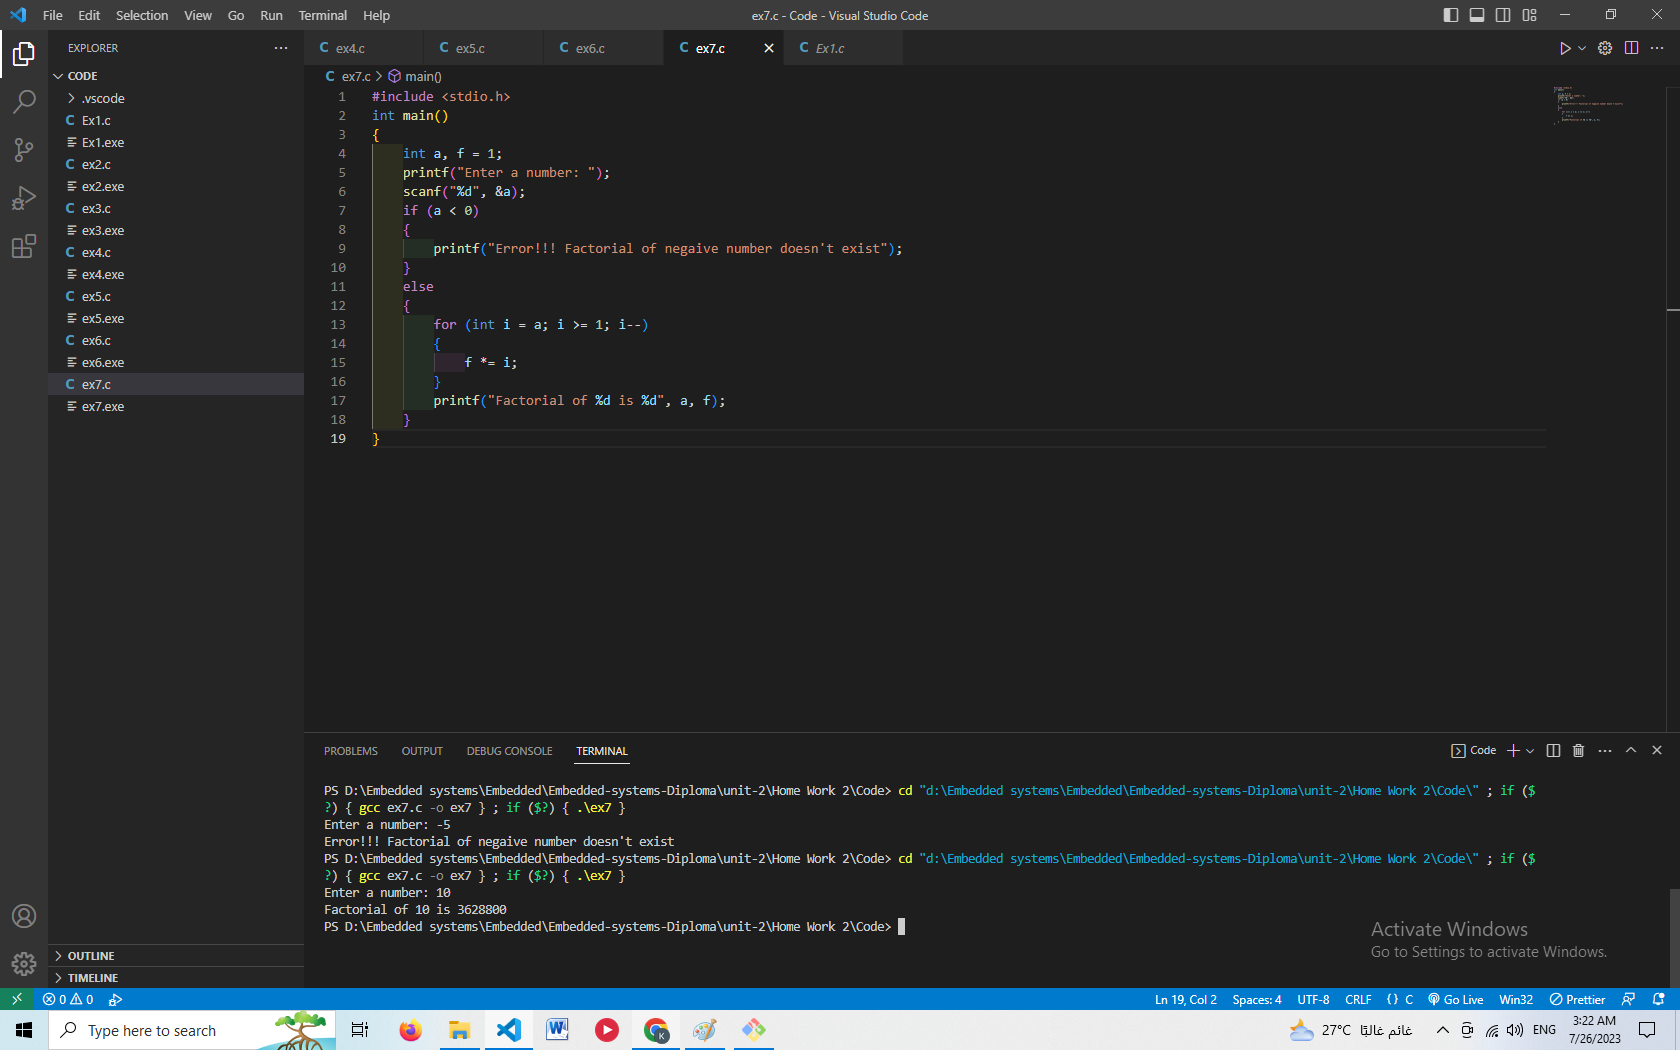 File Edit Selection View Go Run Terminal Help
ex7.c - Code - Visual Studio Code
EXPLORER
CODE
.vscode
Ex1.c
Ex1.exe
ex2.c
ex2.exe
ex3.c
ex3.exe
ex4.c
ex4.exe
ex5.c
ex5.exe
ex6.c
ex6.exe
ex7.c
ex7.exe
OUTLINE
TIMELINE
C ex4.c C ex5.c C ex6.c C ex7.c C Ex1.c
C ex7.c > main()
1 #include <stdio.h>
2 int main()
3 {
4 int a, f = 1;
5 printf("Enter a number: ");
6 scanf("%d", &a);
7 if (a < 0)
8 {
9 printf("Error!!! Factorial of negaive number doesn't exist");
10 }
11 else
12 {
13 for (int i = a; i >= 1; i--)
14 {
15 f *= i;
16 }
17 printf("Factorial of %d is %d", a, f);
18 }
19 }
PROBLEMS OUTPUT DEBUG CONSOLE TERMINAL
Code
PS D:\Embedded systems\Embedded\Embedded-systems-Diploma\unit-2\Home Work 2\Code> cd "d:\Embedded systems\Embedded\Embedded-systems-Diploma\unit-2\Home Work 2\Code\" ; if ($
?) { gcc ex7.c -o ex7 } ; if ($?) { .\ex7 }
Enter a number: -5
Error!!! Factorial of negaive number doesn't exist
PS D:\Embedded systems\Embedded\Embedded-systems-Diploma\unit-2\Home Work 2\Code> cd "d:\Embedded systems\Embedded\Embedded-systems-Diploma\unit-2\Home Work 2\Code\" ; if ($
?) { gcc ex7.c -o ex7 } ; if ($?) { .\ex7 }
Enter a number: 10
Factorial of 10 is 3628800
PS D:\Embedded systems\Embedded\Embedded-systems-Diploma\unit-2\Home Work 2\Code>
Activate Windows
Go to Settings to activate Windows.
0 0
Ln 19, Col 2 Spaces: 4 UTF-8 CRLF {} C Go Live Win32 Prettier
Type here to search
27°C غائم غالبًا
ENG
3:22 AM
7/26/2023